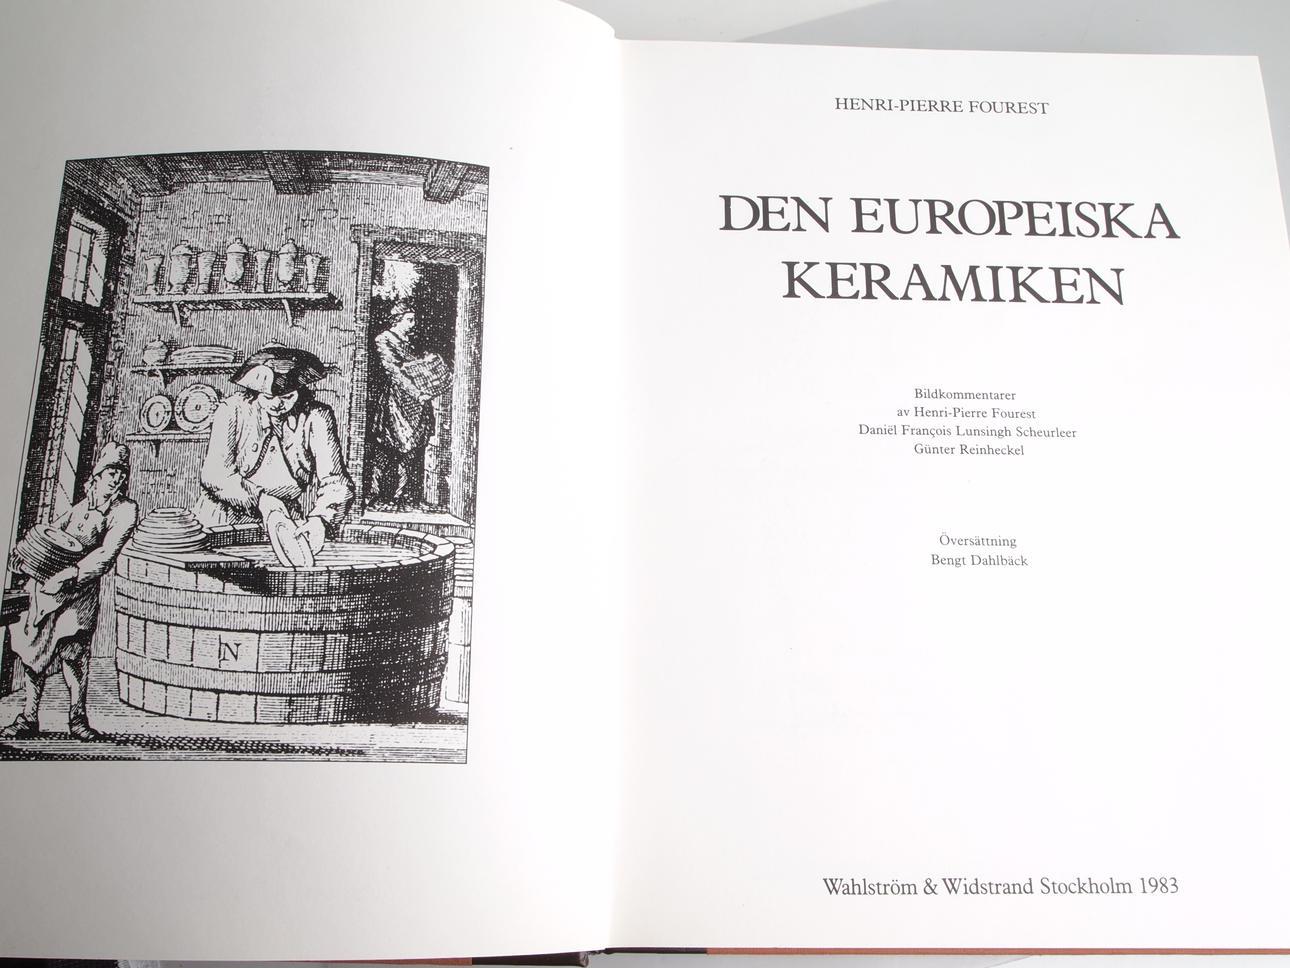 N
HENRI-PIERRE FOUREST
DEN EUROPEISKA
KERAMIKEN
Bildkommentarer
av Henri-Pierre Fourest
Daniël François Lunsingh Scheurleer
Günter Reinheckel
Översättning
Bengt Dahlbäck
Wahlström & Widstrand Stockholm 1983